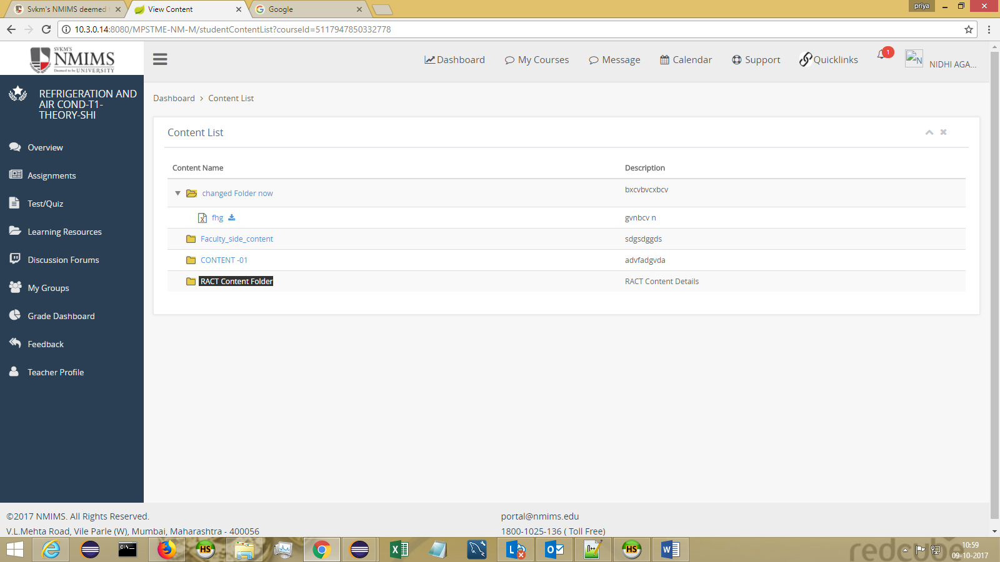 Svkm's NMIMS deemed
View Content
Google
priya
10.3.0.14:8080/MPSTME-NM-M/studentContentList?courseId=5117947850332778
SVKM'S
NMIMS
Deemed to be UNIVERSITY
Dashboard
My Courses
Message
Calendar
Support
Quicklinks
1
N
NIDHI AGA...
REFRIGERATION AND
AIR COND-T1-
THEORY-SHI
Overview
Assignments
Test/Quiz
Learning Resources
Discussion Forums
My Groups
Grade Dashboard
Feedback
Teacher Profile
Dashboard > Content List
Content List
Content Name Description
changed Folder now bxcvbvcxbcv
fhg gvnbcv n
Faculty_side_content sdgsdggds
CONTENT -01 advfadgvda
RACT Content Folder RACT Content Details
©2017 NMIMS. All Rights Reserved.
V.L.Mehta Road, Vile Parle (W), Mumbai, Maharashtra - 400056
portal@nmims.edu
1800-1025-136 ( Toll Free)
redcube
10:59
09-10-2017